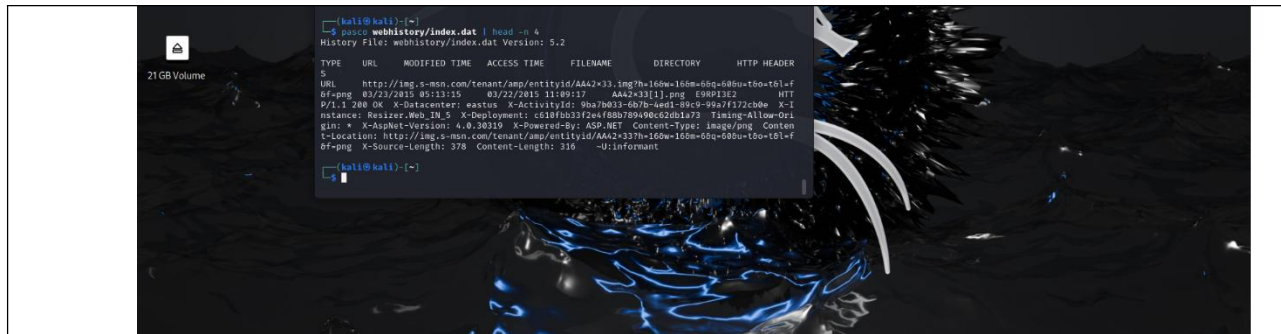 (kali㉿kali)-[~]
$ pasco webhistory/index.dat | head -n 4
History File: webhistory/index.dat Version: 5.2
TYPE URL MODIFIED TIME ACCESS TIME FILENAME DIRECTORY HTTP HEADER
S
URL http://img.s-msn.com/tenant/amp/entityid/AA42×33.img?h=16&w=16&m=6&q=60&u=t&o=t&l=f
&f=png 03/23/2015 05:13:15 03/22/2015 11:09:17 AA42×33[1].png E9RPI3E2 HTT
P/1.1 200 OK X-Datacenter: eastus X-ActivityId: 9ba7b033-6b7b-4ed1-89c9-99a7f172cb0e X-I
nstance: Resizer.Web_IN_5 X-Deployment: c610fbb33f2e4f88b789490c62db1a73 Timing-Allow-Ori
gin: * X-AspNet-Version: 4.0.30319 X-Powered-By: ASP.NET Content-Type: image/png Conten
t-Location: http://img.s-msn.com/tenant/amp/entityid/AA42×33?h=16&w=16&m=6&q=60&u=t&o=t&l=f
&f=png X-Source-Length: 378 Content-Length: 316 ~U:informant
(kali㉿kali)-[~]
$
21 GB Volume